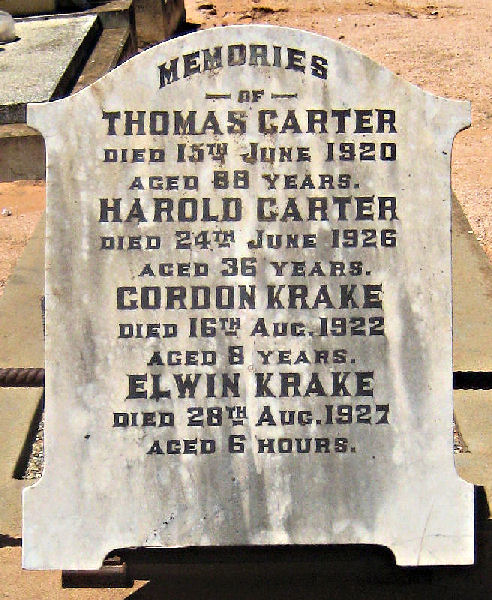 MEMORIES
OF
THOMAS CARTER
DIED 15TH JUNE 1920
AGED 68 YEARS.
HAROLD CARTER
DIED 24TH JUNE 1926
AGED 36 YEARS.
GORDON KRAKE
DIED 16TH AUG. 1922
AGED 8 YEARS.
ELWIN KRAKE
DIED 28TH AUG. 1927
AGED 6 HOURS.